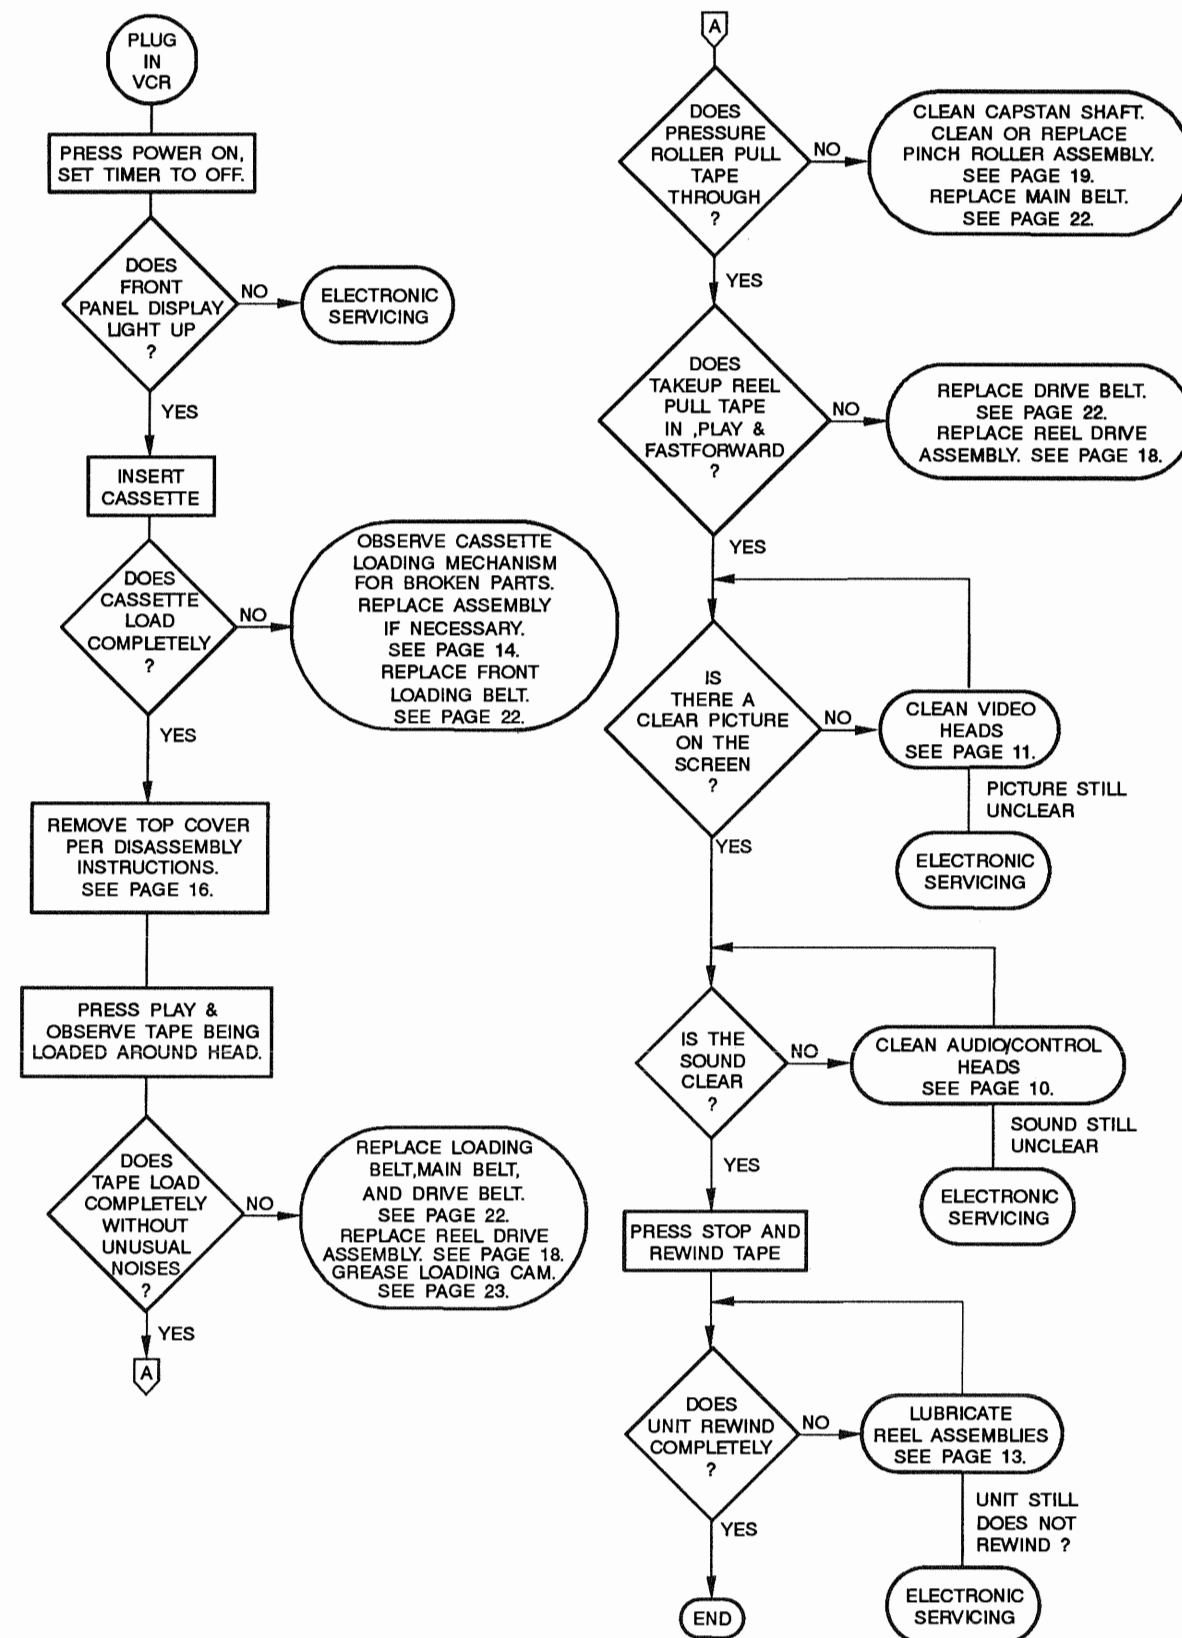 PLUG
IN
VCR
PRESS POWER ON,
SET TIMER TO OFF.
DOES
FRONT
PANEL DISPLAY
LIGHT UP
?
NO
ELECTRONIC
SERVICING
YES
INSERT
CASSETTE
DOES
CASSETTE
LOAD
COMPLETELY
?
NO
OBSERVE CASSETTE
LOADING MECHANISM
FOR BROKEN PARTS.
REPLACE ASSEMBLY
IF NECESSARY.
SEE PAGE 14.
REPLACE FRONT
LOADING BELT.
SEE PAGE 22.
YES
REMOVE TOP COVER
PER DISASSEMBLY
INSTRUCTIONS.
SEE PAGE 16.
PRESS PLAY &
OBSERVE TAPE BEING
LOADED AROUND HEAD.
DOES
TAPE LOAD
COMPLETELY
WITHOUT
UNUSUAL
NOISES
?
NO
REPLACE LOADING
BELT,MAIN BELT,
AND DRIVE BELT.
SEE PAGE 22.
REPLACE REEL DRIVE
ASSEMBLY. SEE PAGE 18.
GREASE LOADING CAM.
SEE PAGE 23.
YES
A
A
DOES
PRESSURE
ROLLER PULL
TAPE
THROUGH
?
NO
CLEAN CAPSTAN SHAFT.
CLEAN OR REPLACE
PINCH ROLLER ASSEMBLY.
SEE PAGE 19.
REPLACE MAIN BELT.
SEE PAGE 22.
YES
DOES
TAKEUP REEL
PULL TAPE
IN ,PLAY &
FASTFORWARD
?
NO
REPLACE DRIVE BELT.
SEE PAGE 22.
REPLACE REEL DRIVE
ASSEMBLY. SEE PAGE 18.
YES
IS
THERE A
CLEAR PICTURE
ON THE
SCREEN
?
NO
CLEAN VIDEO
HEADS
SEE PAGE 11.
PICTURE STILL
UNCLEAR
ELECTRONIC
SERVICING
YES
IS THE
SOUND
CLEAR
?
NO
CLEAN AUDIO/CONTROL
HEADS
SEE PAGE 10.
SOUND STILL
UNCLEAR
ELECTRONIC
SERVICING
YES
PRESS STOP AND
REWIND TAPE
DOES
UNIT REWIND
COMPLETELY
?
NO
LUBRICATE
REEL ASSEMBLIES
SEE PAGE 13.
UNIT STILL
DOES NOT
REWIND ?
ELECTRONIC
SERVICING
YES
END